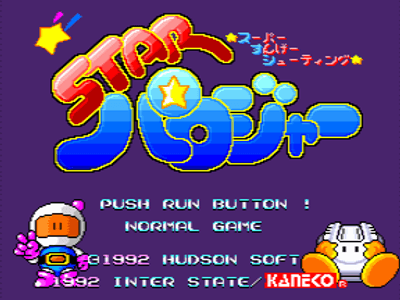 STAR
★スーパー
すんげー
シューティング★
パロジャー
PUSH RUN BUTTON !
NORMAL GAME
©1992 HUDSON SOFT
1992 INTER STATE/KANECO